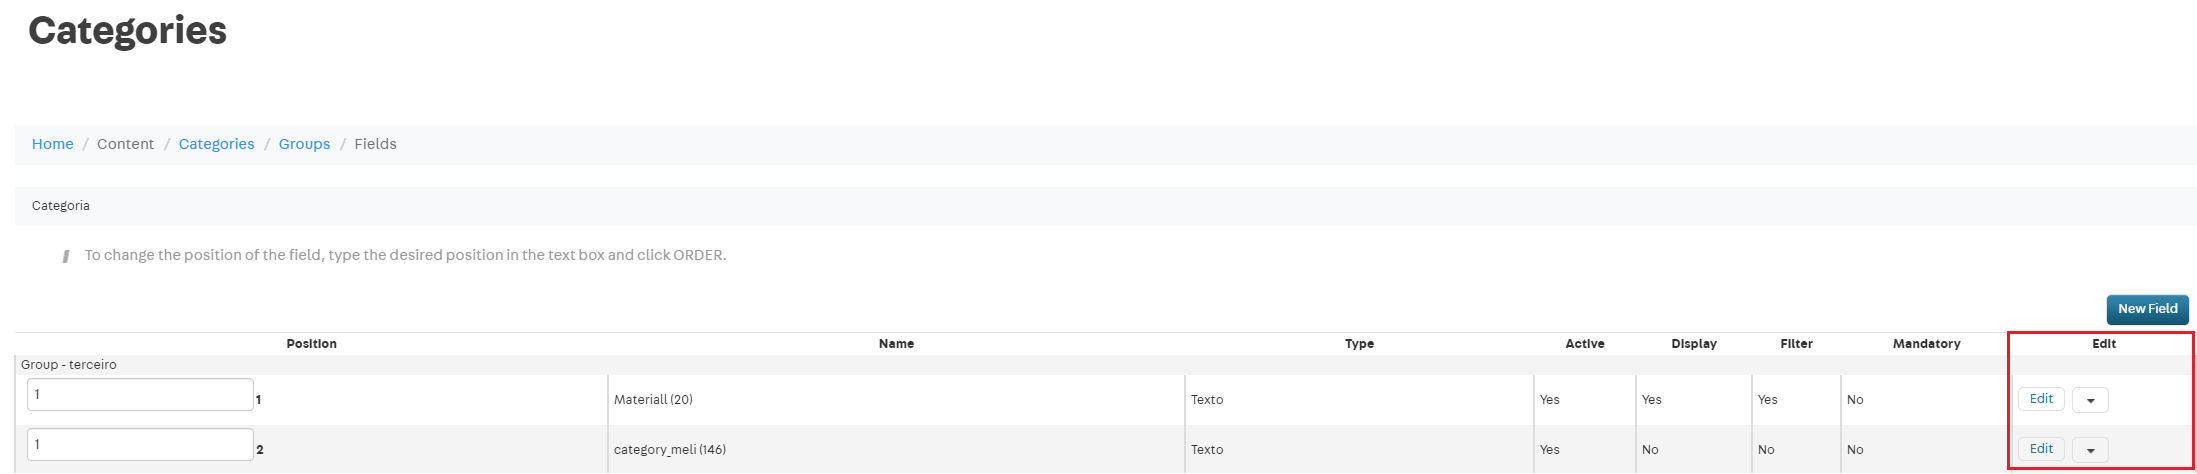 Categories
Home / Content / Categories / Groups / Fields
Categoria
To change the position of the field, type the desired position in the text box and click ORDER.
New Field
Position Name Type Active Display Filter Mandatory Edit
Group - terceiro
1 1 Materiall (20) Texto Yes Yes Yes No Edit
1 2 category_meli (146) Texto Yes No No No Edit